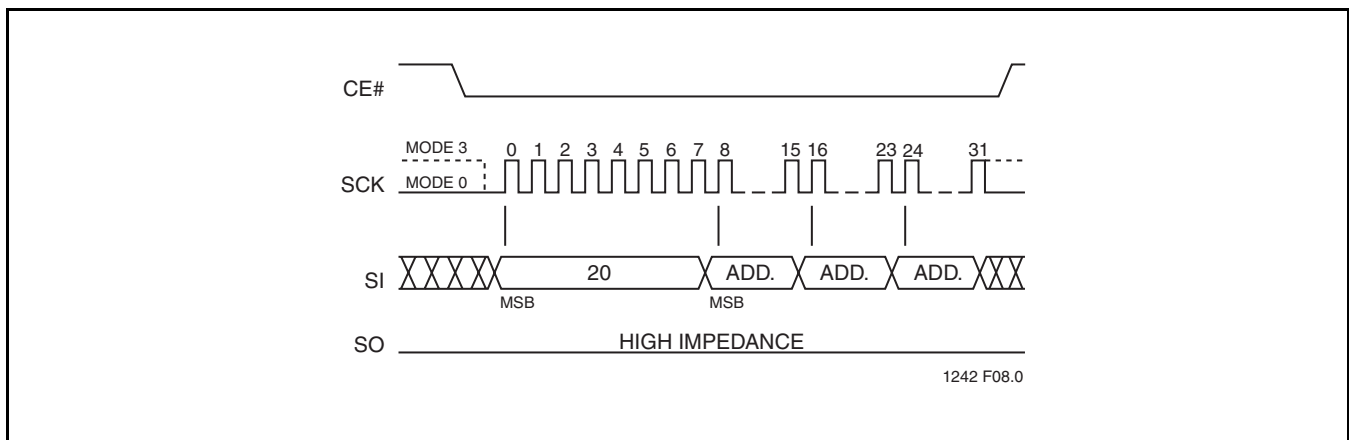 CE#
MODE 3
0 1 2 3 4 5 6 7 8 15 16 23 24 31
SCK
MODE 0
SI
20 ADD. ADD. ADD.
MSB MSB
SO
HIGH IMPEDANCE
1242 F08.0